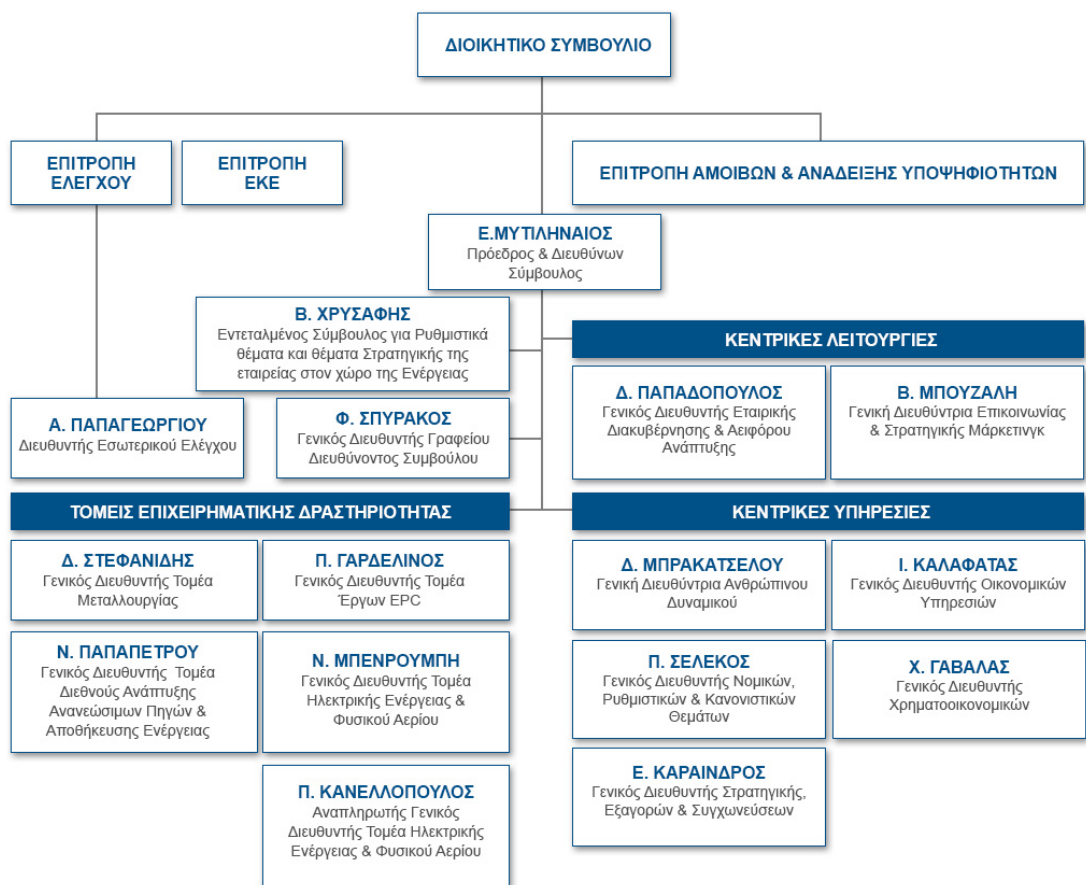 ΔΙΟΙΚΗΤΙΚΟ ΣΥΜΒΟΥΛΙΟ
ΕΠΙΤΡΟΠΗ
ΕΛΕΓΧΟΥ
ΕΠΙΤΡΟΠΗ
ΕΚΕ
ΕΠΙΤΡΟΠΗ ΑΜΟΙΒΩΝ & ΑΝΑΔΕΙΞΗΣ ΥΠΟΨΗΦΙΟΤΗΤΩΝ
Ε.ΜΥΤΙΛΗΝΑΙΟΣ
Πρόεδρος & Διευθύνων
Σύμβουλος
Β. ΧΡΥΣΑΦΗΣ
Εντεταλμένος Σύμβουλος για Ρυθμιστικά
θέματα και θέματα Στρατηγικής της
εταιρείας στον χώρο της Ενέργειας
Α. ΠΑΠΑΓΕΩΡΓΙΟΥ
Διευθυντής Εσωτερικού Ελέγχου
Φ. ΣΠΥΡΑΚΟΣ
Γενικός Διευθυντής Γραφείου
Διευθύνοντος Συμβούλου
ΚΕΝΤΡΙΚΕΣ ΛΕΙΤΟΥΡΓΙΕΣ
Δ. ΠΑΠΑΔΟΠΟΥΛΟΣ
Γενικός Διευθυντής Εταιρικής
Διακυβέρνησης & Αειφόρου
Ανάπτυξης
Β. ΜΠΟΥΖΑΛΗ
Γενική Διευθύντρια Επικοινωνίας
& Στρατηγικής Μάρκετινγκ
ΤΟΜΕΙΣ ΕΠΙΧΕΙΡΗΜΑΤΙΚΗΣ ΔΡΑΣΤΗΡΙΟΤΗΤΑΣ
Δ. ΣΤΕΦΑΝΙΔΗΣ
Γενικός Διευθυντής Τομέα
Μεταλλουργίας
Π. ΓΑΡΔΕΛΙΝΟΣ
Γενικός Διευθυντής Τομέα
Έργων EPC
Ν. ΠΑΠΑΠΕΤΡΟΥ
Γενικός Διευθυντής Τομέα
Διεθνούς Ανάπτυξης
Ανανεώσιμων Πηγών &
Αποθήκευσης Ενέργειας
Ν. ΜΠΕΝΡΟΥΜΠΗ
Γενικός Διευθυντής Τομέα
Ηλεκτρικής Ενέργειας &
Φυσικού Αερίου
Π. ΚΑΝΕΛΛΟΠΟΥΛΟΣ
Αναπληρωτής Γενικός
Διευθυντής Τομέα Ηλεκτρικής
Ενέργειας & Φυσικού Αερίου
ΚΕΝΤΡΙΚΕΣ ΥΠΗΡΕΣΙΕΣ
Δ. ΜΠΡΑΚΑΤΣΕΛΟΥ
Γενική Διευθύντρια Ανθρώπινου
Δυναμικού
Ι. ΚΑΛΑΦΑΤΑΣ
Γενικός Διευθυντής Οικονομικών
Υπηρεσιών
Π. ΣΕΛΕΚΟΣ
Γενικός Διευθυντής Νομικών,
Ρυθμιστικών & Κανονιστικών
Θεμάτων
Χ. ΓΑΒΑΛΑΣ
Γενικός Διευθυντής
Χρηματοοικονομικών
Ε. ΚΑΡΑΙΝΔΡΟΣ
Γενικός Διευθυντής Στρατηγικής,
Εξαγορών & Συγχωνεύσεων